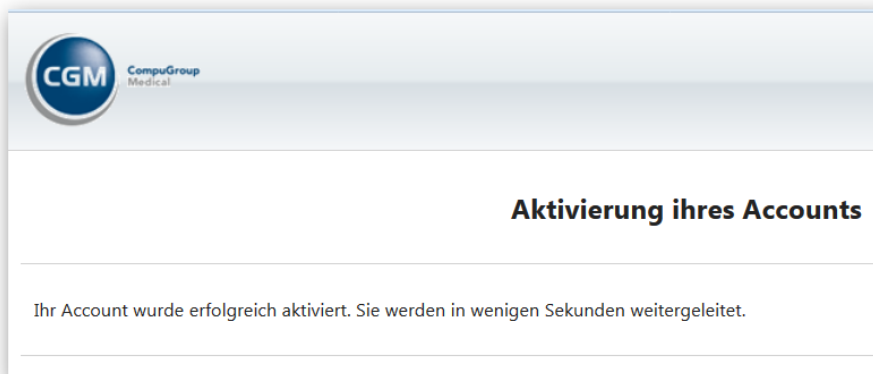 CGM
CompuGroup
Medical
Aktivierung ihres Accounts
Ihr Account wurde erfolgreich aktiviert. Sie werden in wenigen Sekunden weitergeleitet.